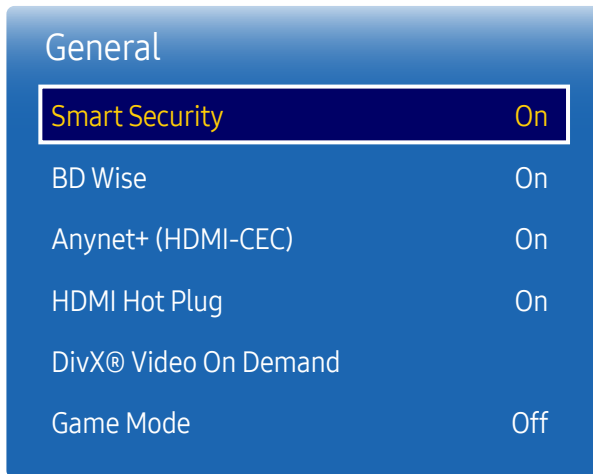 General
Smart Security On
BD Wise On
Anynet+ (HDMI-CEC) On
HDMI Hot Plug On
DivX® Video On Demand
Game Mode Off